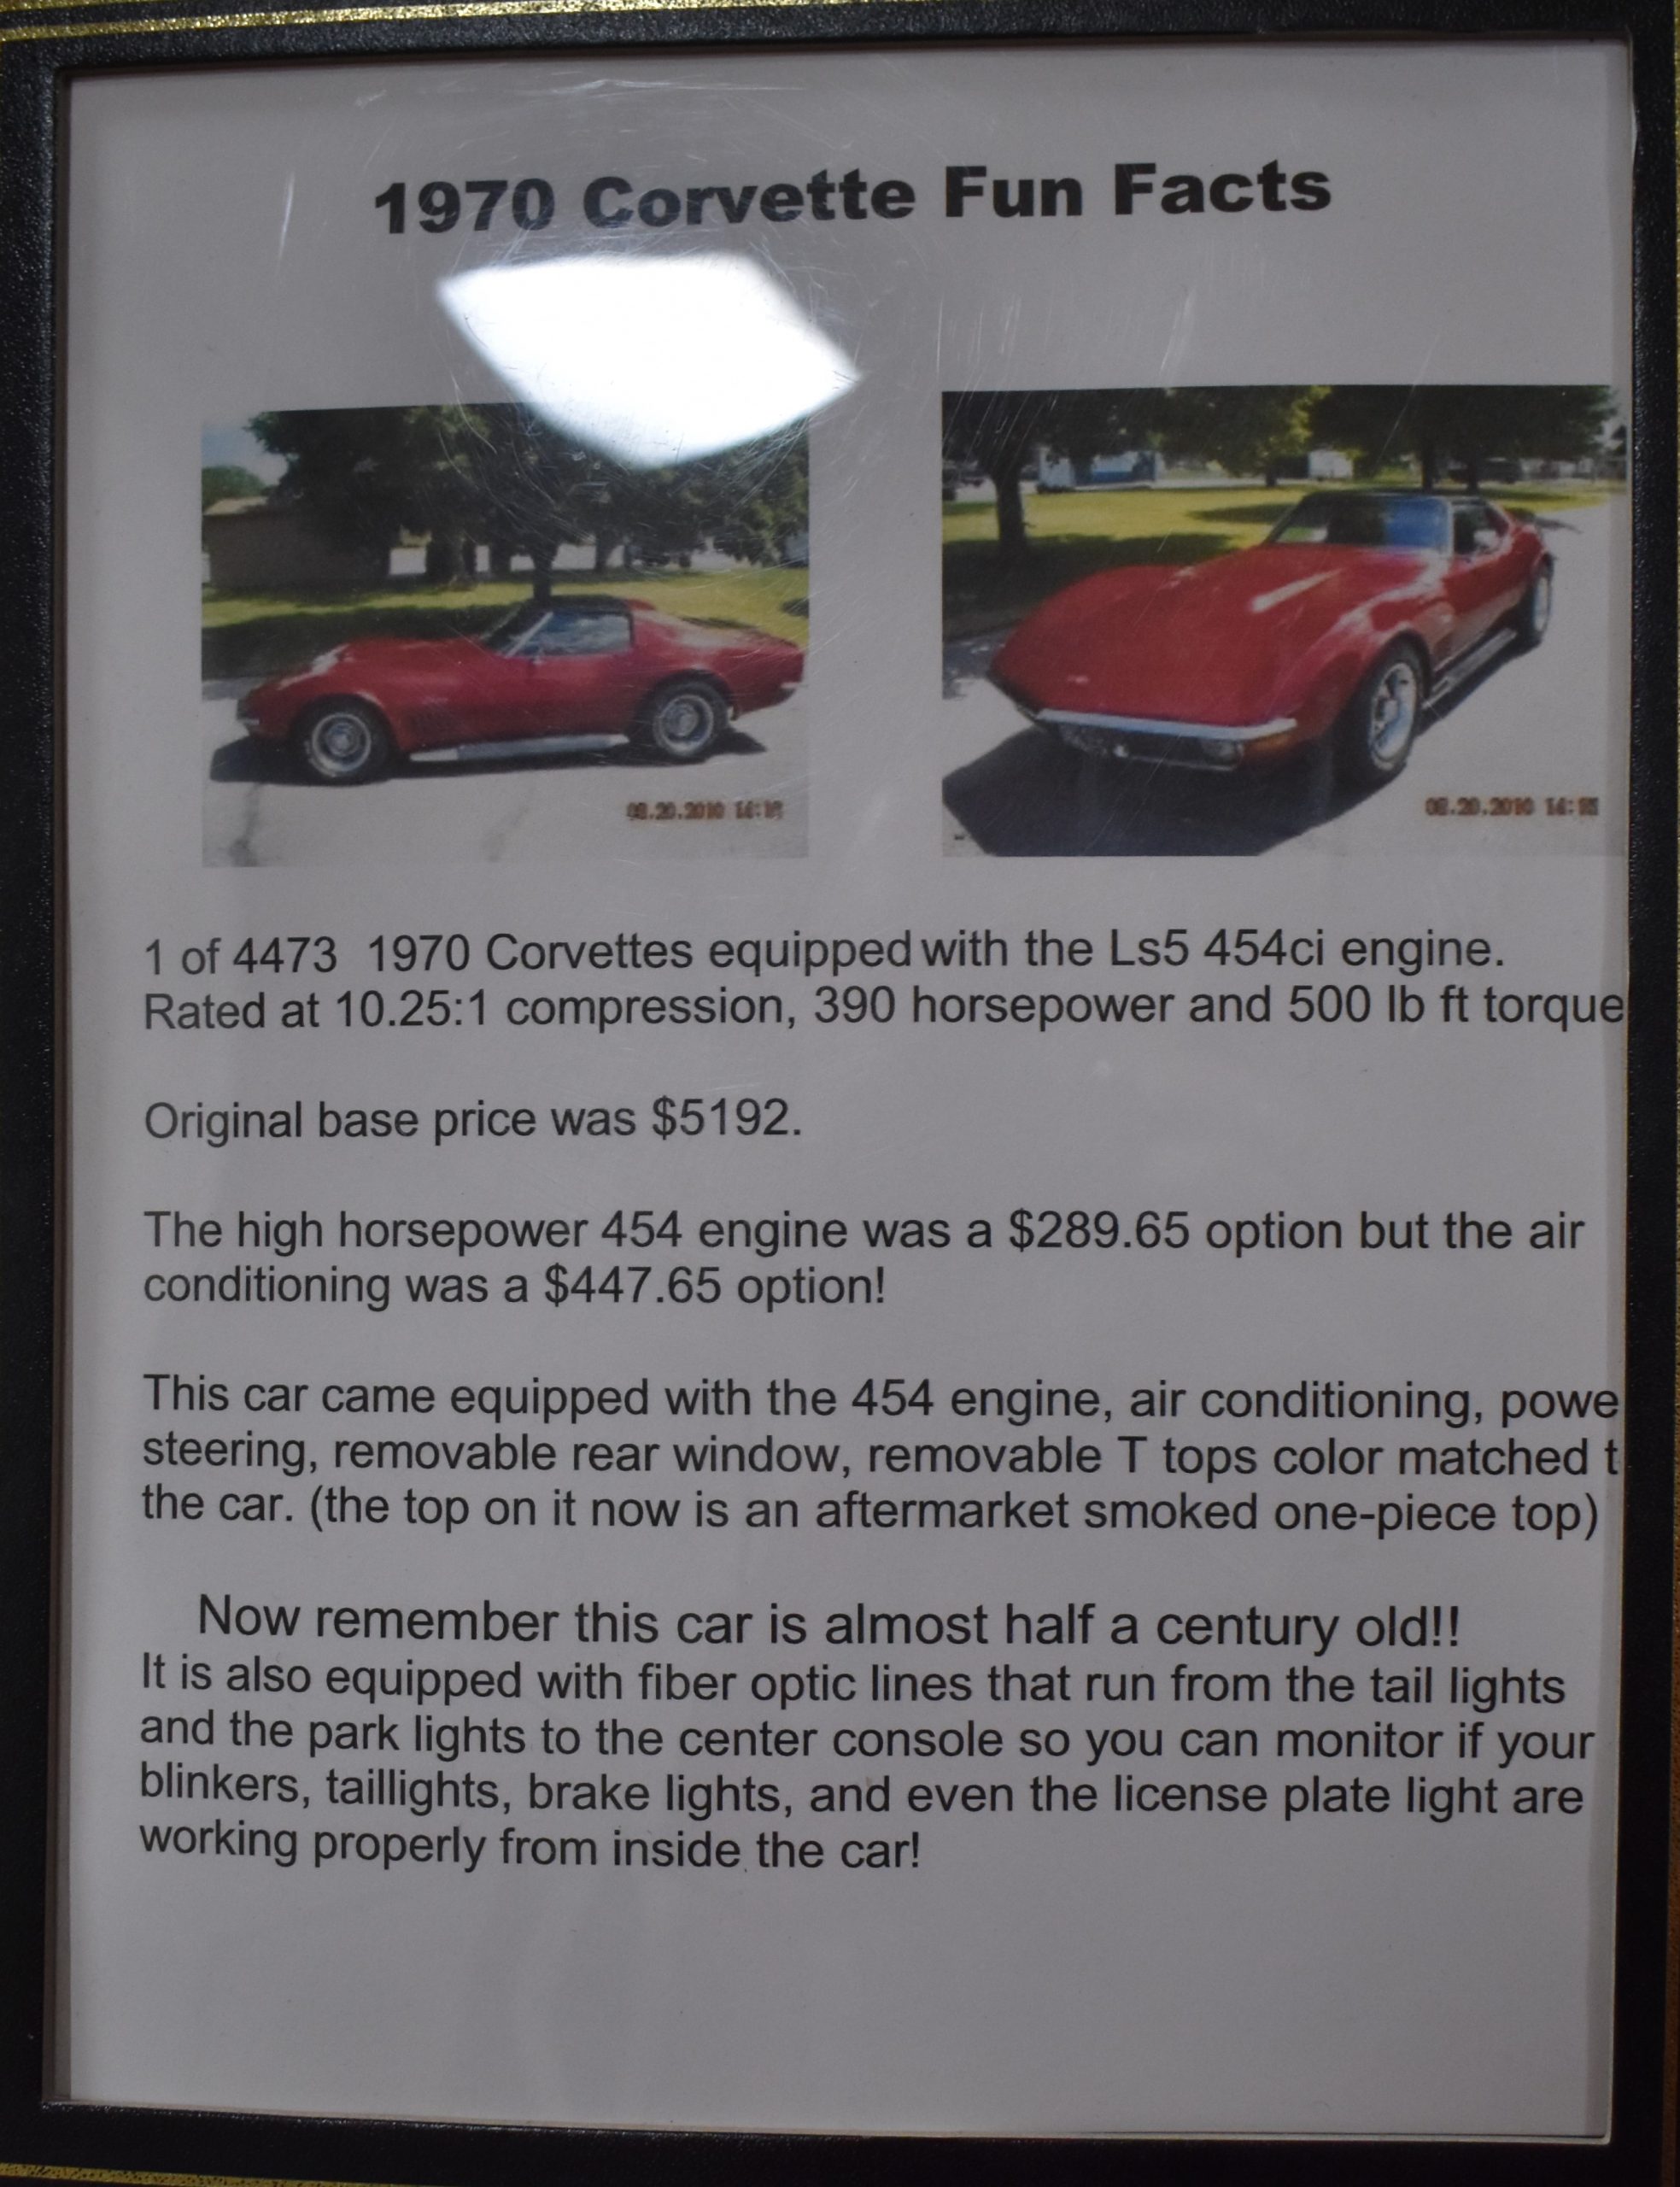 1970 Corvette Fun Facts
1 of 4473 1970 Corvettes equipped with the Ls5 454ci engine.
Rated at 10.25:1 compression, 390 horsepower and 500 lb ft torque
Original base price was $5192.
The high horsepower 454 engine was a $289.65 option but the air
conditioning was a $447.65 option!
This car came equipped with the 454 engine, air conditioning, powe
steering, removable rear window, removable T tops color matched t
the car. (the top on it now is an aftermarket smoked one-piece top)
Now remember this car is almost half a century old!!
It is also equipped with fiber optic lines that run from the tail lights
and the park lights to the center console so you can monitor if your
blinkers, taillights, brake lights, and even the license plate light are
working properly from inside the car!